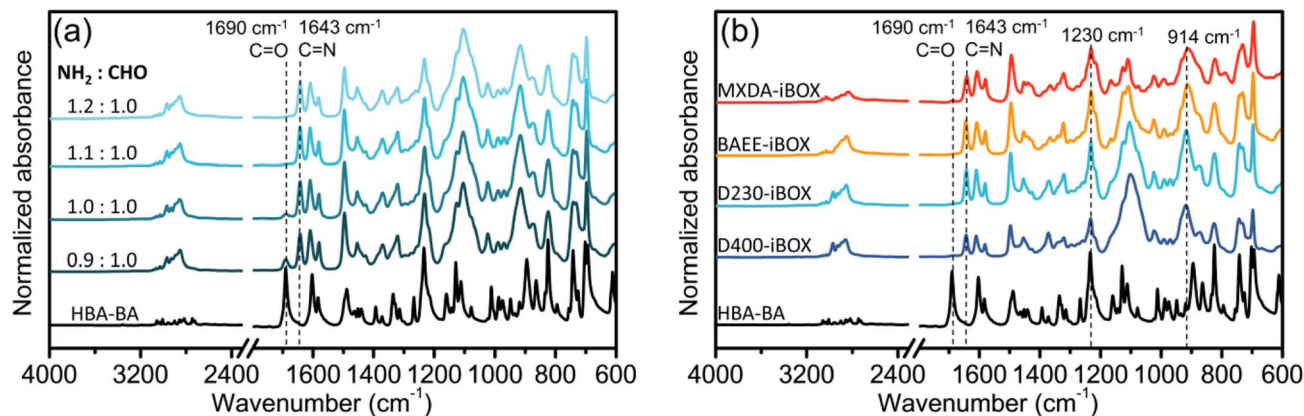 (a)
1690 cm⁻¹ 1643 cm⁻¹
C=O C=N
NH₂ : CHO
1.2 : 1.0
1.1 : 1.0
1.0 : 1.0
0.9 : 1.0
HBA-BA
Normalized absorbance
4000 3200 2400 1600 1400 1200 1000 800 600
Wavenumber (cm⁻¹)
(b)
1690 cm⁻¹ 1643 cm⁻¹
C=O C=N
1230 cm⁻¹
914 cm⁻¹
MXDA-iBOX
BAEE-iBOX
D230-iBOX
D400-iBOX
HBA-BA
Normalized absorbance
4000 3200 2400 1600 1400 1200 1000 800 600
Wavenumber (cm⁻¹)